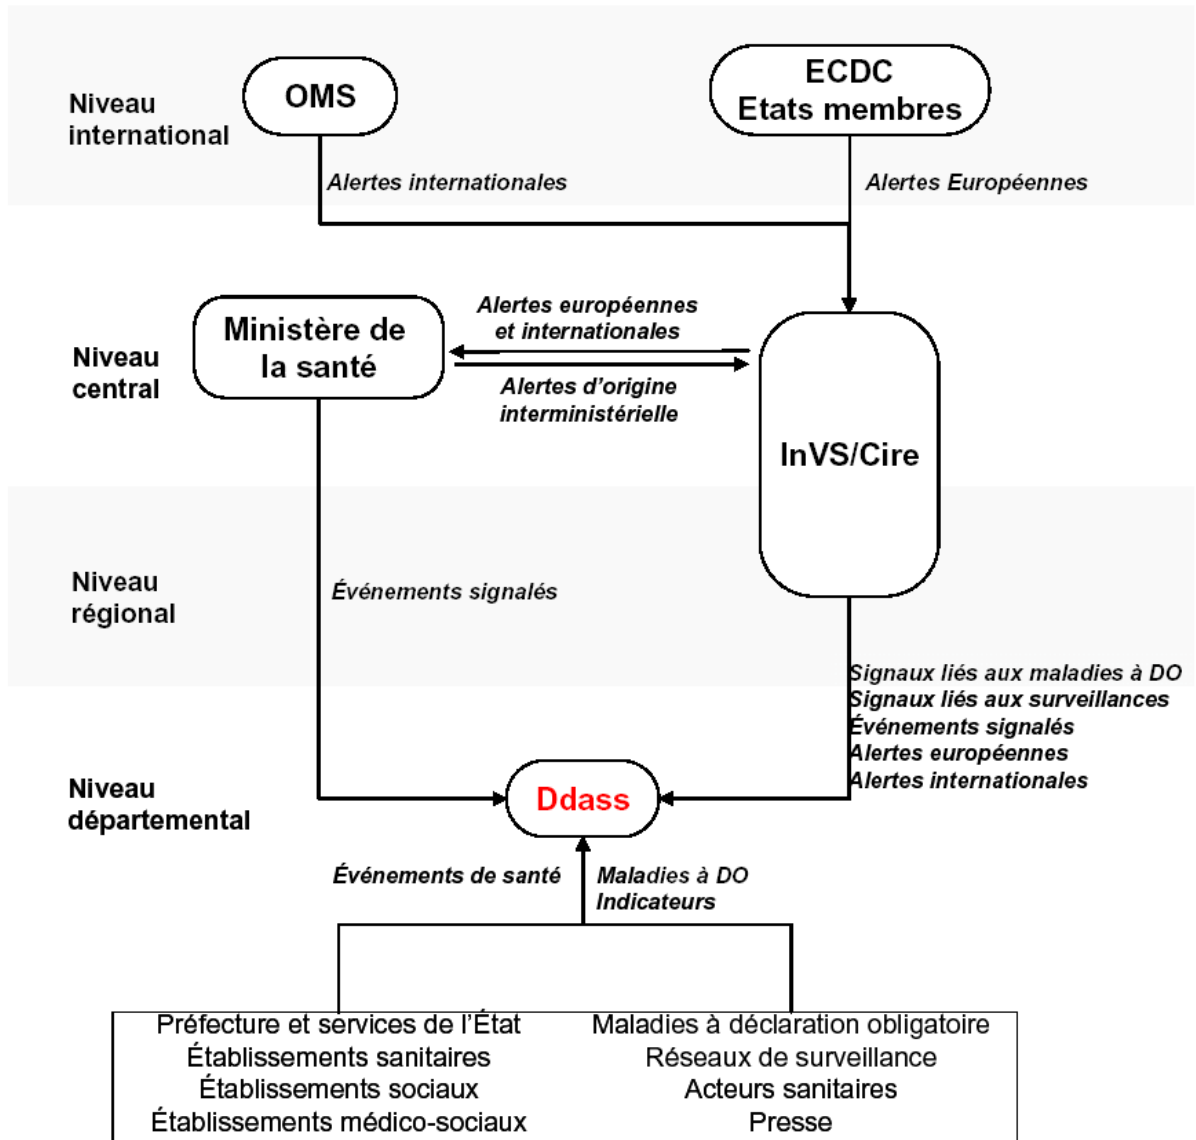 OMS
ECDC
Etats membres
Niveau
international
Alertes internationales
Alertes Européennes
Alertes européennes
et internationales
Ministère de
la santé
Niveau
central
Alertes d'origine
interministérielle
InVS/Cire
Niveau
régional
Événements signalés
Signaux liés aux maladies à DO
Signaux liés aux surveillances
Événements signalés
Alertes européennes
Alertes internationales
Niveau
départemental
Ddass
Événements de santé
Maladies à DO
Indicateurs
Préfecture et services de l'État
Établissements sanitaires
Établissements sociaux
Établissements médico-sociaux
Maladies à déclaration obligatoire
Réseaux de surveillance
Acteurs sanitaires
Presse